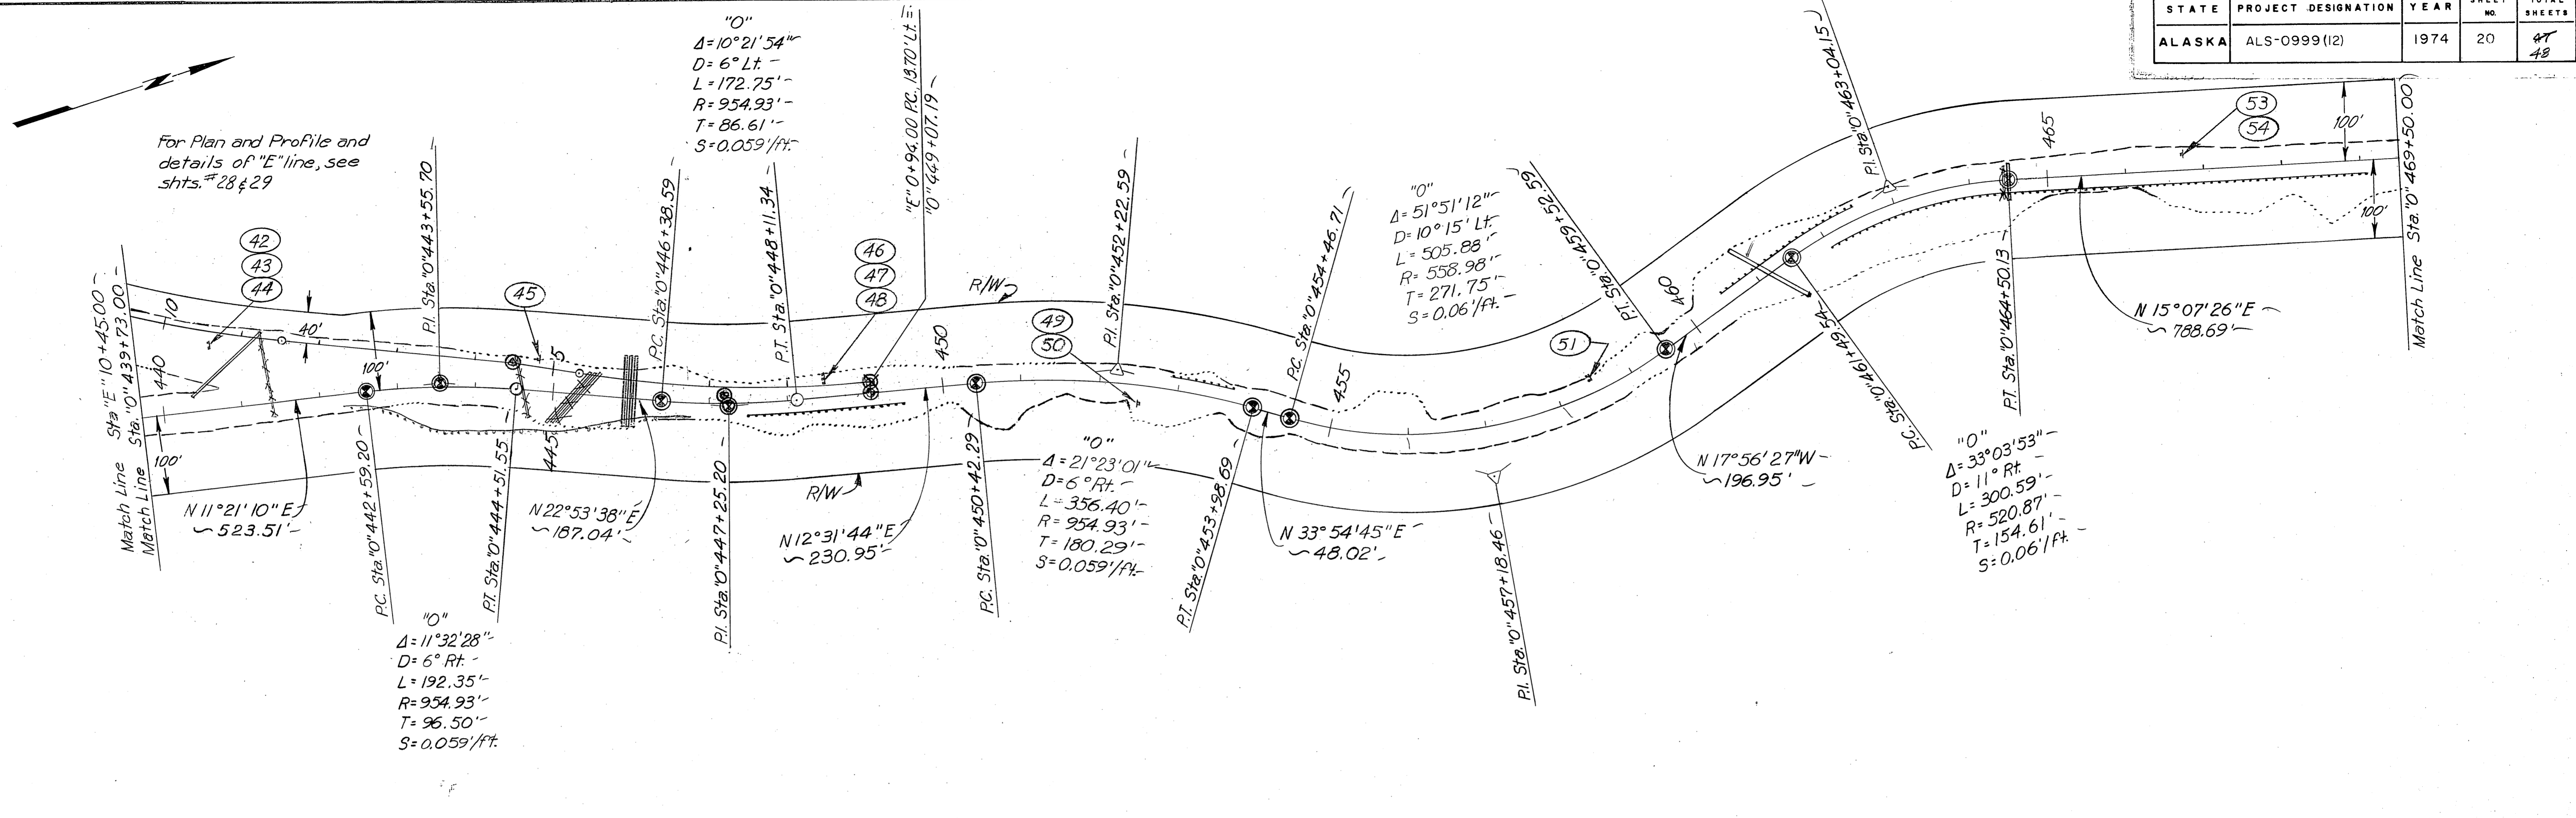 STATE PROJECT DESIGNATION YEAR SHEET NO. TOTAL SHEETS
ALASKA ALS-0999(12) 1974 20 47
48
For Plan and Profile and
details of "E" line, see
shts.#28¢29
"O"
Δ=10°21'54"
D=6° Lt.
L=172.75'
R=954.93'
T=86.61'
S=0.059'/ft.
"E" 0+94.00 P.C., 13.70' Lt. =
"O" 449+07.19
P.I. Sta."O" 443+55.70
P.C. Sta."O" 446+38.59
P.T. Sta."O" 448+11.34
P.I. Sta."O" 452+22.59
P.C. Sta."O" 454+46.71
"O"
Δ=51°51'12"
D=10°15' Lt.
L=505.88'
R=558.98'
T=271.75'
S=0.06'/ft.
P.T. Sta."O" 459+52.59
P.I. Sta."O" 463+04.15
465
53
54
100'
100'
Match Line Sta."O" 469+50.00
Match Line Sta "E" 10+45.00
Match Line Sta."O" 439+73.00
42
43
44
10
440
40'
100'
100'
45
5
445
46
47
48
450
R/W
49
50
455
51
460
N 15°07'26"E
788.69'
N 11°21'10"E
523.51'
P.C. Sta."O" 442+59.20
P.T. Sta."O" 444+51.55
N 22°53'38"E
187.04'
P.I. Sta."O" 447+25.20
R/W
N 12°31'44"E
230.95'
P.C. Sta."O" 450+42.29
"O"
Δ=21°23'01"
D=6° Rt.
L=356.40'
R=954.93'
T=180.29'
S=0.059'/ft.
P.T. Sta."O" 453+98.69
N 33°54'45"E
48.02'
P.I. Sta."O" 457+18.46
N 17°56'27"W
196.95'
P.C. Sta."O" 461+49.54
P.T. Sta."O" 464+50.13
"O"
Δ=33°03'53"
D=11° Rt.
L=300.59'
R=520.87'
T=154.61'
S=0.06'/ft.
"O"
Δ=11°32'28"
D=6° Rt.
L=192.35'
R=954.93'
T=96.50'
S=0.059'/ft.